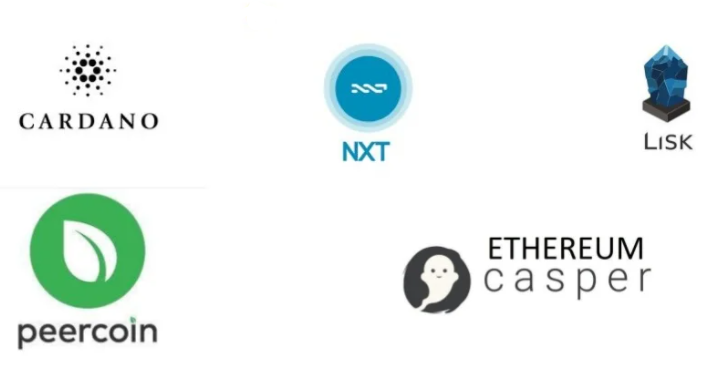 CARDANO
NXT
LISK
peercoin
ETHEREUM
casper